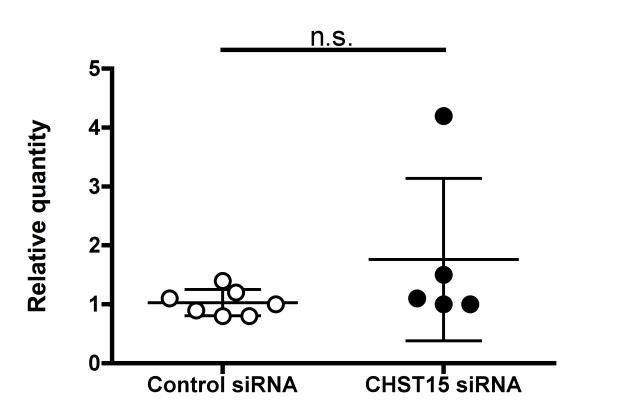 n.s.
5
4
3
2
1
0
Relative quantity
Control siRNA
CHST15 siRNA